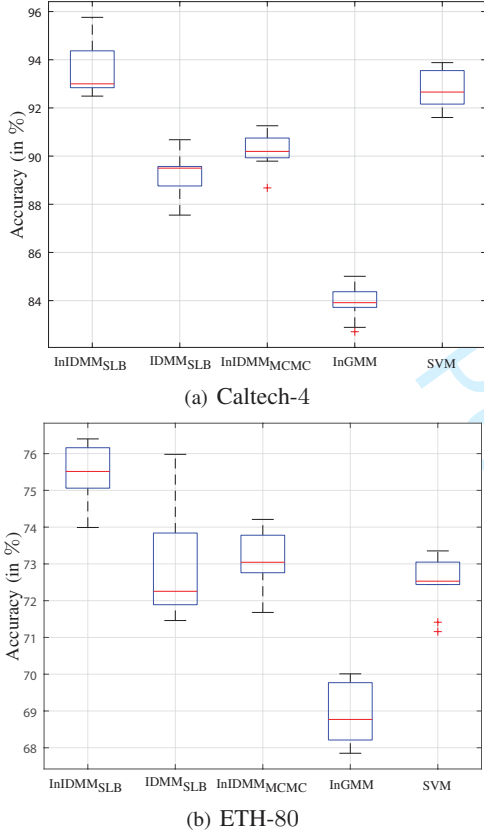 96
94
92
90
88
86
84
Accuracy (in %)
InIDMM_SLB IDMM_SLB InIDMM_MCMC InGMM SVM
(a) Caltech-4
76
75
74
73
72
71
70
69
68
Accuracy (in %)
InIDMM_SLB IDMM_SLB InIDMM_MCMC InGMM SVM
(b) ETH-80